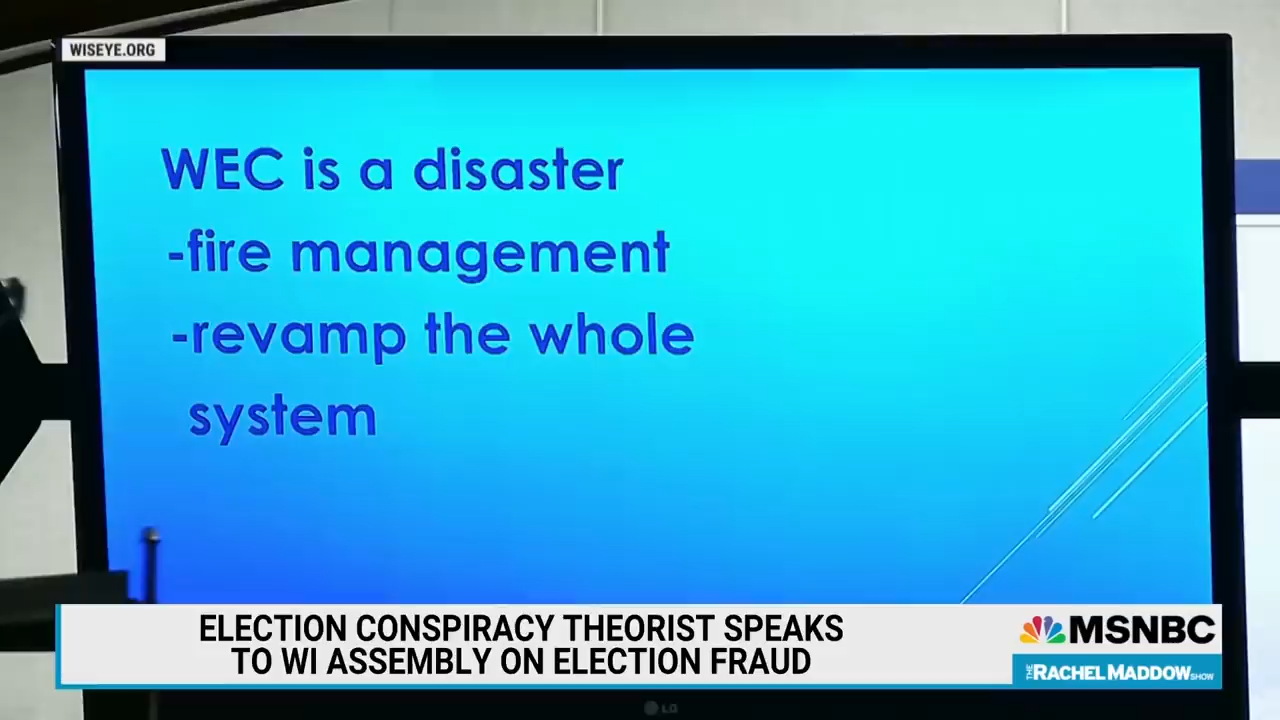 WISEYE.ORG
WEC is a disaster
-fire management
-revamp the whole
system
ELECTION CONSPIRACY THEORIST SPEAKS
TO WI ASSEMBLY ON ELECTION FRAUD
MSNBC
THE RACHEL MADDOW SHOW
LG